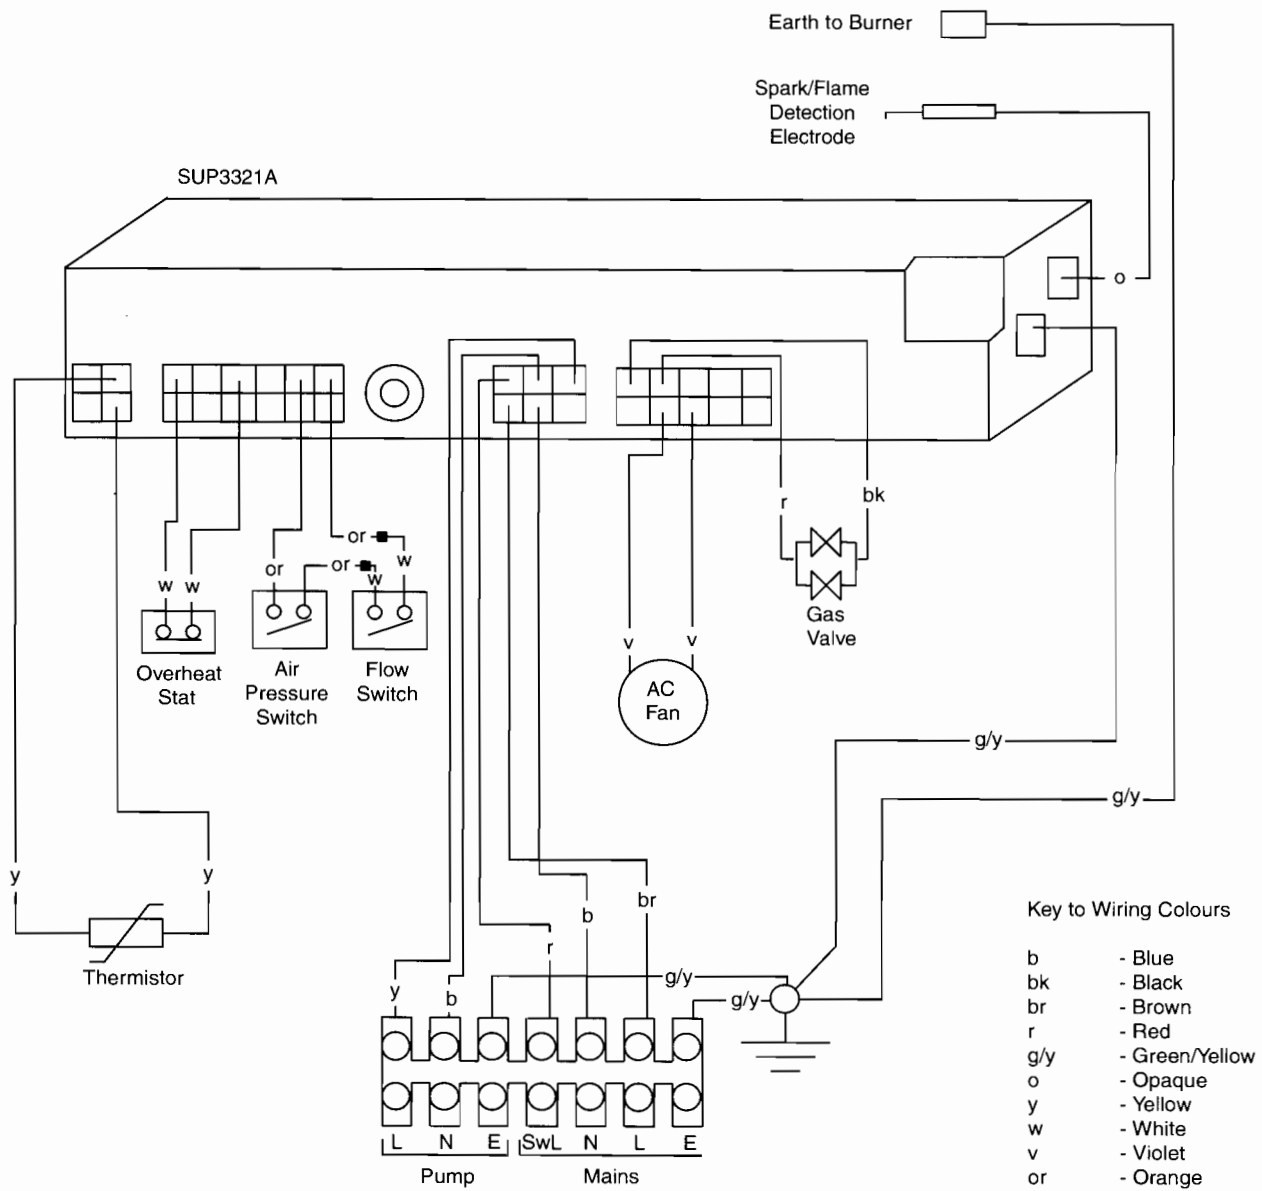 Earth to Burner
Spark/Flame
Detection
Electrode
SUP3321A
o
r
bk
or
or
or
w
w
w
w
Overheat
Stat
Air
Pressure
Switch
Flow
Switch
Gas
Valve
v
v
AC
Fan
g/y
g/y
y
y
Thermistor
br
b
r
y
b
g/y
g/y
L N E SwL N L E
Pump Mains
Key to Wiring Colours
b - Blue
bk - Black
br - Brown
r - Red
g/y - Green/Yellow
o - Opaque
y - Yellow
w - White
v - Violet
or - Orange